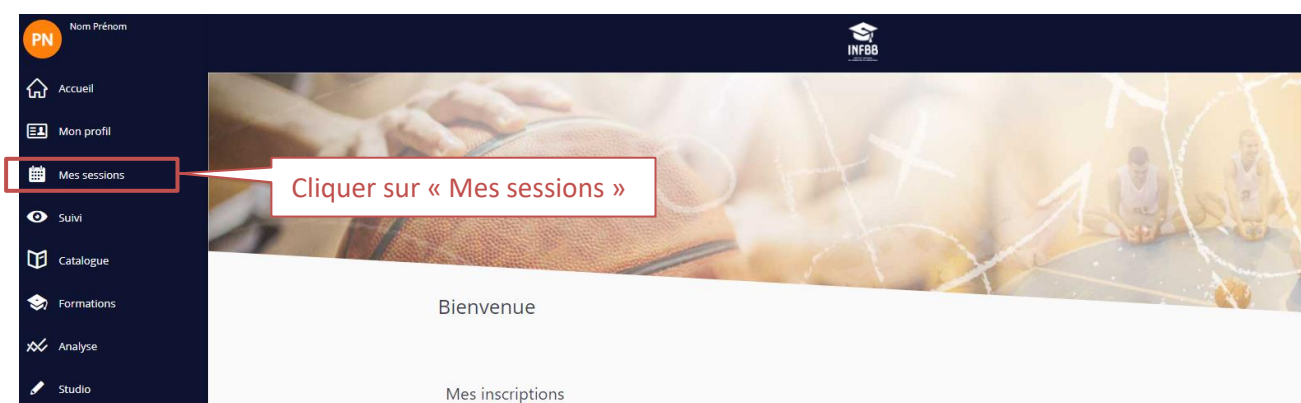 PN
Nom Prénom
INFBB
Accueil
Mon profil
Mes sessions
Cliquer sur « Mes sessions »
Suivi
Catalogue
Formations
Analyse
Studio
Bienvenue
Mes inscriptions